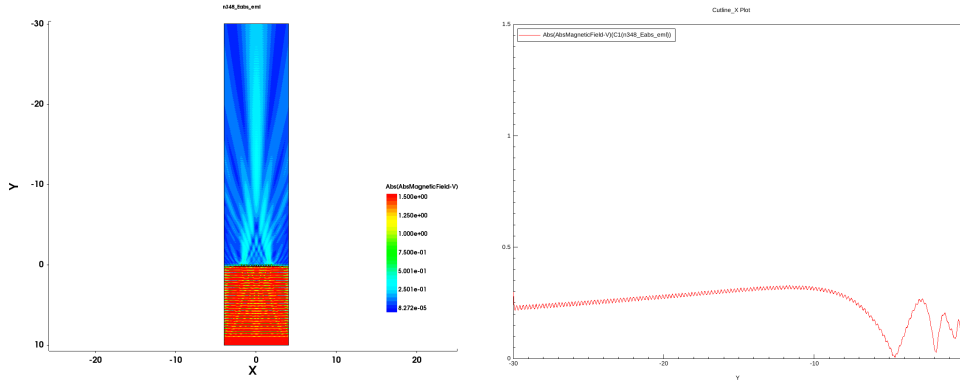 n348_Eabs_eml
-30
-20
-10
0
10
Y
-20
0
20
X
Abs(AbsMagneticField-V)
1.500e+00
1.250e+00
1.000e+00
7.500e-01
5.001e-01
2.501e-01
8.272e-05
Cutline_X Plot
Abs(AbsMagneticField-V)(C1(n348_Eabs_eml))
1.5
1
0.5
0
-30
-20
-10
Y